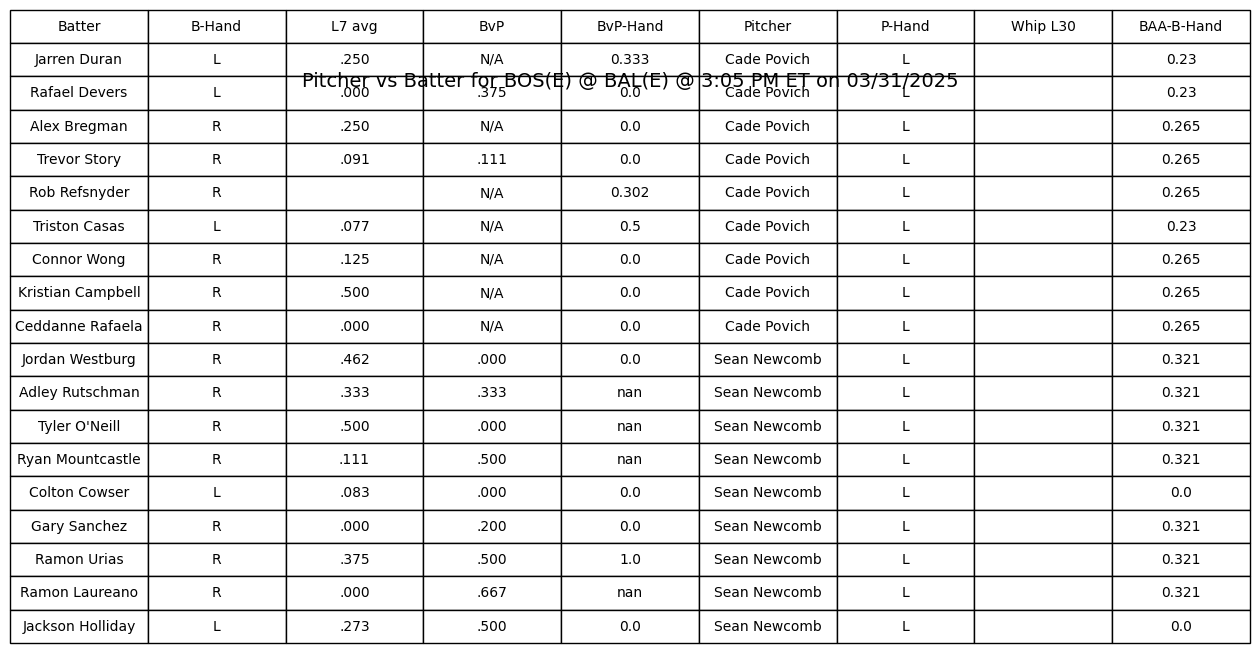 Batter B-Hand L7 avg BvP BvP-Hand Pitcher P-Hand Whip L30 BAA-B-Hand
Jarren Duran L .250 N/A 0.333 Cade Povich L 0.23
Pitcher vs Batter for BOS(E) @ BAL(E) @ 3:05 PM ET on 03/31/2025
Rafael Devers L .000 .375 0.0 Cade Povich L 0.23
Alex Bregman R .250 N/A 0.0 Cade Povich L 0.265
Trevor Story R .091 .111 0.0 Cade Povich L 0.265
Rob Refsnyder R N/A 0.302 Cade Povich L 0.265
Triston Casas L .077 N/A 0.5 Cade Povich L 0.23
Connor Wong R .125 N/A 0.0 Cade Povich L 0.265
Kristian Campbell R .500 N/A 0.0 Cade Povich L 0.265
Ceddanne Rafaela R .000 N/A 0.0 Cade Povich L 0.265
Jordan Westburg R .462 .000 0.0 Sean Newcomb L 0.321
Adley Rutschman R .333 .333 nan Sean Newcomb L 0.321
Tyler O'Neill R .500 .000 nan Sean Newcomb L 0.321
Ryan Mountcastle R .111 .500 nan Sean Newcomb L 0.321
Colton Cowser L .083 .000 0.0 Sean Newcomb L 0.0
Gary Sanchez R .000 .200 0.0 Sean Newcomb L 0.321
Ramon Urias R .375 .500 1.0 Sean Newcomb L 0.321
Ramon Laureano R .000 .667 nan Sean Newcomb L 0.321
Jackson Holliday L .273 .500 0.0 Sean Newcomb L 0.0